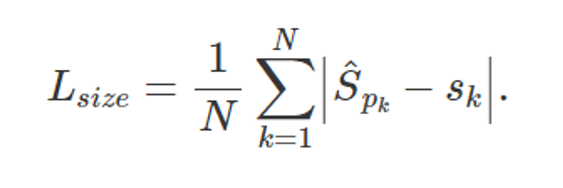 $L_{size} = \frac{1}{N} \sum_{k=1}^{N} \left| \hat{S}_{p_k} - s_k \right|.$